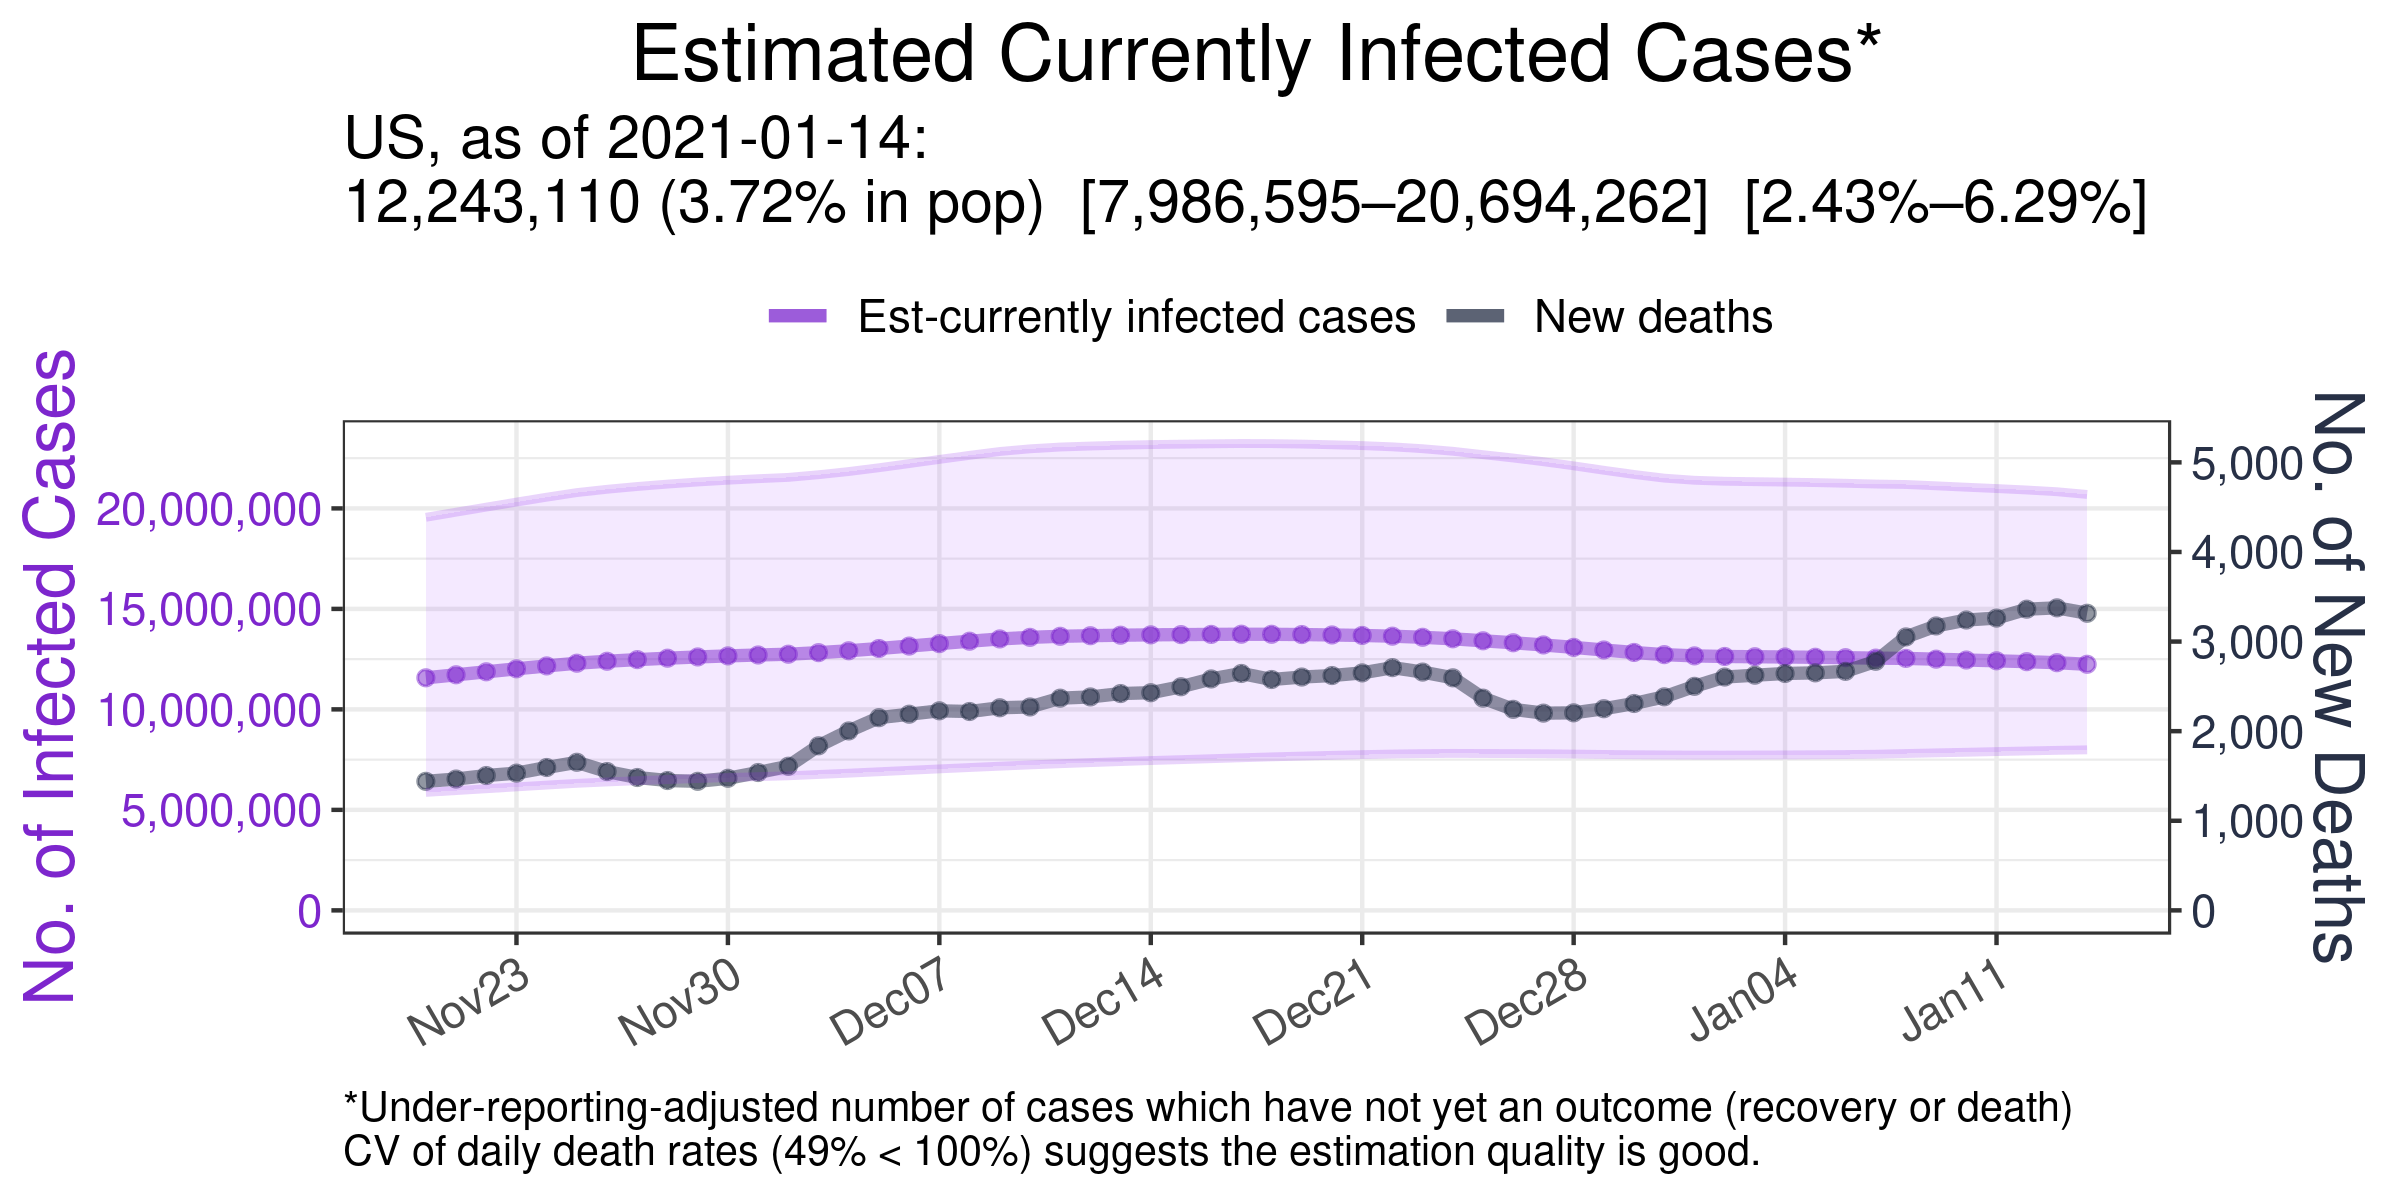 Estimated Currently Infected Cases*
US, as of 2021-01-14:
12,243,110 (3.72% in pop) [7,986,595–20,694,262] [2.43%–6.29%]
Est-currently infected cases New deaths
No. of Infected Cases
20,000,000
15,000,000
10,000,000
5,000,000
0
5,000
4,000
3,000
2,000
1,000
0
No. of New Deaths
Nov23 Nov30 Dec07 Dec14 Dec21 Dec28 Jan04 Jan11
*Under-reporting-adjusted number of cases which have not yet an outcome (recovery or death)
CV of daily death rates (49% < 100%) suggests the estimation quality is good.